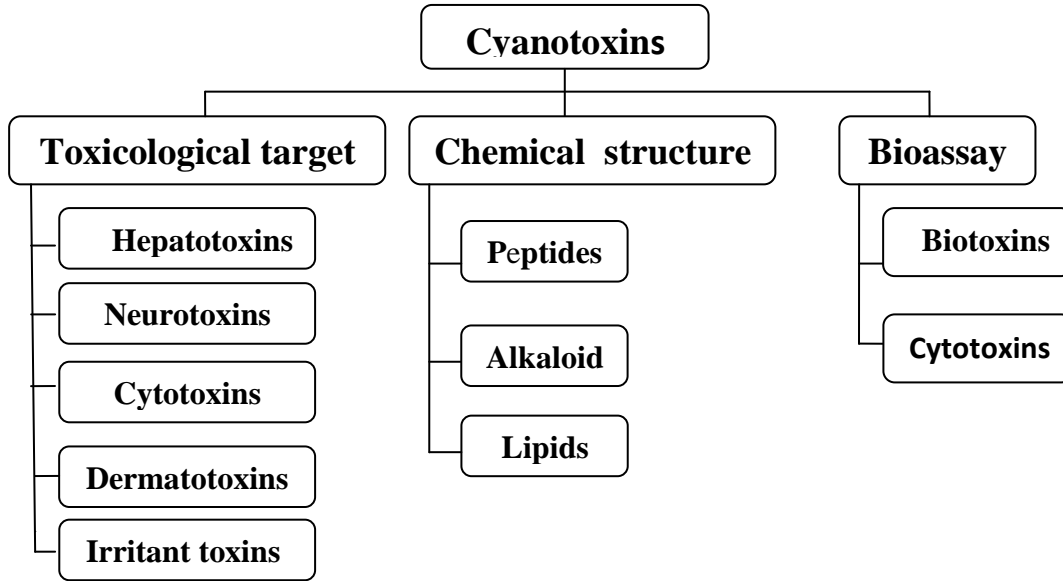 Cyanotoxins
Toxicological target
Chemical structure
Bioassay
Hepatotoxins
Neurotoxins
Cytotoxins
Dermatotoxins
Irritant toxins
Peptides
Alkaloid
Lipids
Biotoxins
Cytotoxins